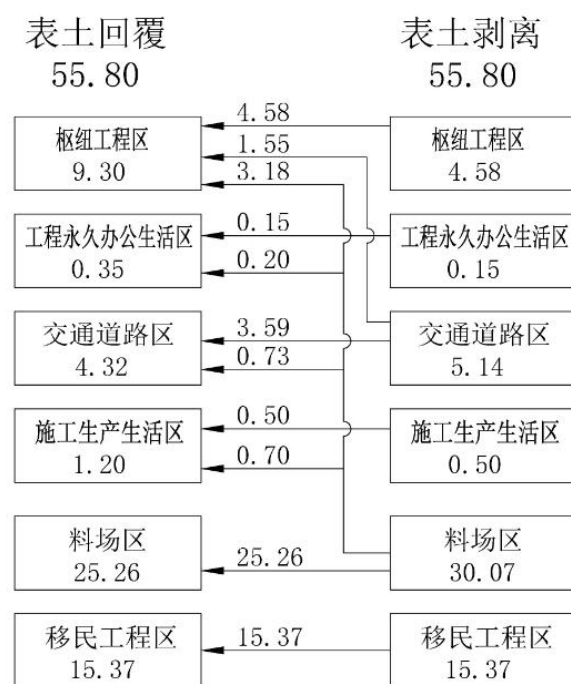 表土回覆
55.80
表土剥离
55.80
枢纽工程区
9.30
4.58
1.55
3.18
枢纽工程区
4.58
工程永久办公生活区
0.35
0.15
0.20
工程永久办公生活区
0.15
交通道路区
4.32
3.59
0.73
交通道路区
5.14
施工生产生活区
1.20
0.50
0.70
施工生产生活区
0.50
料场区
25.26
25.26
料场区
30.07
移民工程区
15.37
15.37
移民工程区
15.37